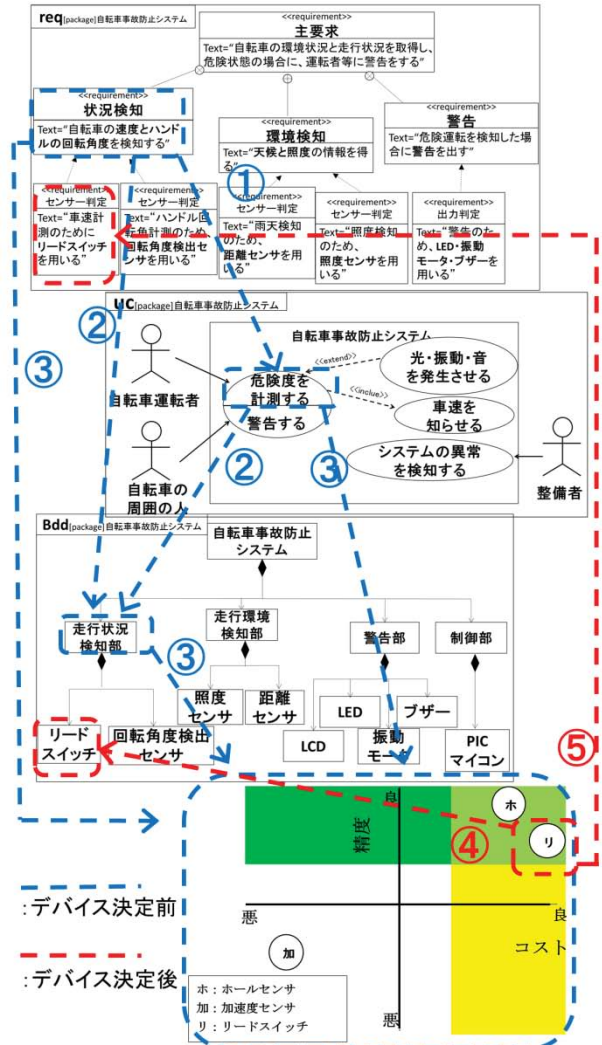 req[package]自転車事故防止システム
<<requirement>>
主要求
Text="自転車の環境状況と走行状況を取得し、
危険状態の場合に、運転者等に警告をする"
<<requirement>>
状況検知
Text="自転車の速度とハンド
ルの回転角度を検知する"
<<requirement>>
環境検知
Text="天候と照度の情報を得
る"
<<requirement>>
警告
Text="危険運転を検知した場
合に警告を出す"
①
<<requirement>>
センサー判定
Text="車速計
測のために
リードスイッチ
を用いる"
<<requirement>>
センサー判定
Text="ハンドル回
転角計測のため、
回転角度検出セ
ンサを用いる"
<<requirement>>
センサー判定
Text="雨天検知
のため、
距離センサを用
いる"
<<requirement>>
センサー判定
Text="照度検知
のため、
照度センサを用
いる"
<<requirement>>
出力判定
Text="警告のた
め、LED・振動
モータ・ブザーを
用いる"
uc[package]自転車事故防止システム
②
③
自転車事故防止システム
自転車運転者
危険度を
計測する
警告する
<<extend>>
光・振動・音
を発生させる
<<inclue>>
車速を
知らせる
システムの異常
を検知する
②
③
自転車の
周囲の人
整備者
Bdd[package]自転車事故防止システム
自転車事故防止
システム
走行状況
検知部
走行環境
検知部
警告部
制御部
③
リード
スイッチ
回転角度検出
センサ
照度
センサ
距離
センサ
LED
ブザー
LCD
振動
モータ
PIC
マイコン
⑤
良
精度
ホ
リ
④
悪
良
コスト
加
悪
:デバイス決定前
:デバイス決定後
ホ:ホールセンサ
加:加速度センサ
リ:リードスイッチ